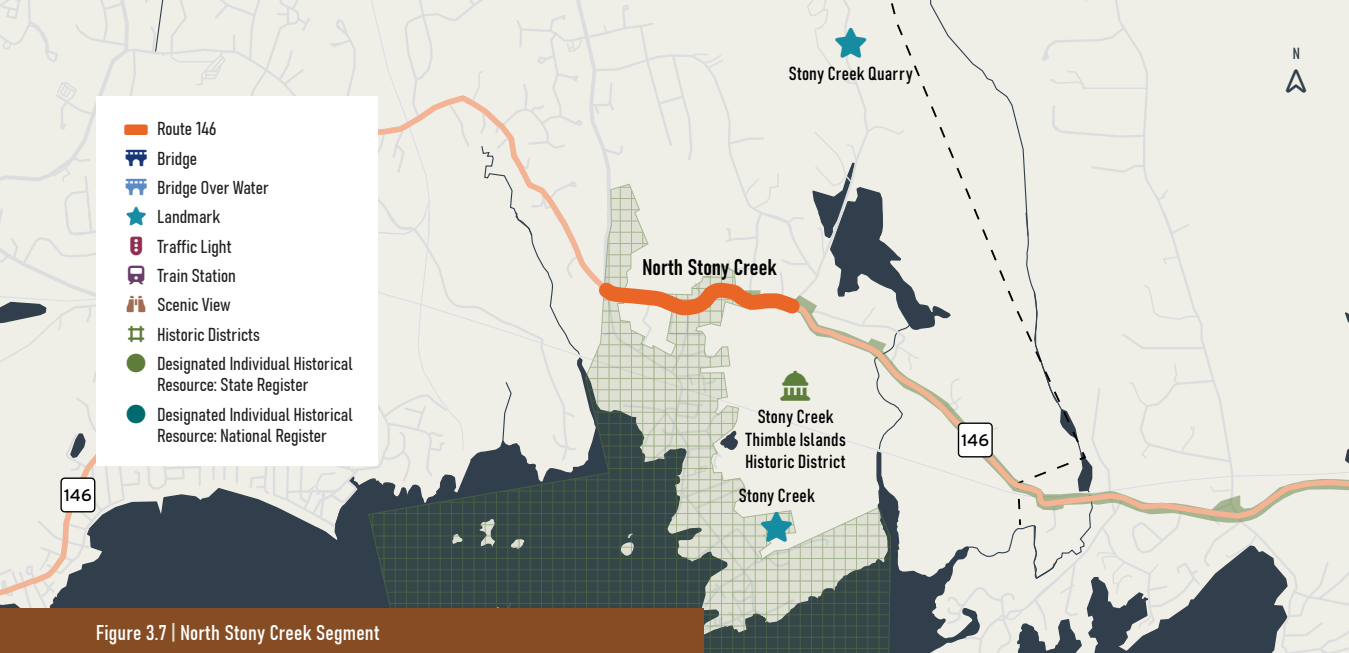 Stony Creek Quarry
N
Route 146
Bridge
Bridge Over Water
Landmark
Traffic Light
Train Station
Scenic View
Historic Districts
Designated Individual Historical
Resource: State Register
Designated Individual Historical
Resource: National Register
North Stony Creek
Stony Creek
Thimble Islands
Historic District
146
Stony Creek
146
Figure 3.7 | North Stony Creek Segment